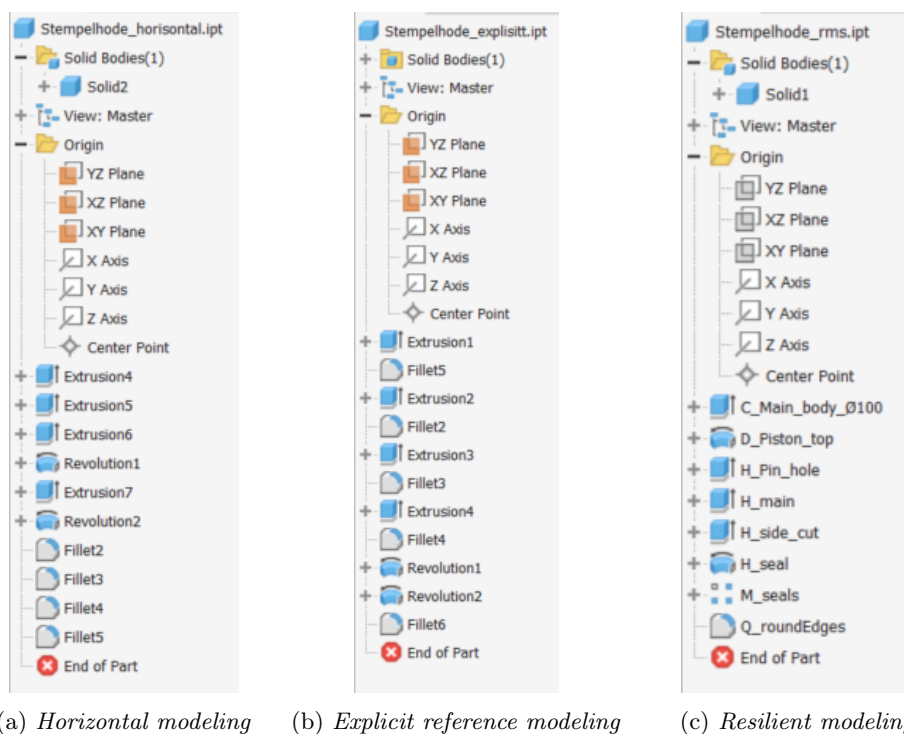 Stempelhode_horisontal.ipt
Solid Bodies(1)
Solid2
View: Master
Origin
YZ Plane
XZ Plane
XY Plane
X Axis
Y Axis
Z Axis
Center Point
Extrusion4
Extrusion5
Extrusion6
Revolution1
Extrusion7
Revolution2
Fillet2
Fillet3
Fillet4
Fillet5
End of Part
(a) Horizontal modeling
Stempelhode_explisitt.ipt
Solid Bodies(1)
View: Master
Origin
YZ Plane
XZ Plane
XY Plane
X Axis
Y Axis
Z Axis
Center Point
Extrusion1
Fillet5
Extrusion2
Fillet2
Extrusion3
Fillet3
Extrusion4
Fillet4
Revolution1
Revolution2
Fillet6
End of Part
(b) Explicit reference modeling
Stempelhode_rms.ipt
Solid Bodies(1)
Solid1
View: Master
Origin
YZ Plane
XZ Plane
XY Plane
X Axis
Y Axis
Z Axis
Center Point
C_Main_body_Ø100
D_Piston_top
H_Pin_hole
H_main
H_side_cut
H_seal
M_seals
Q_roundEdges
End of Part
(c) Resilient modeling